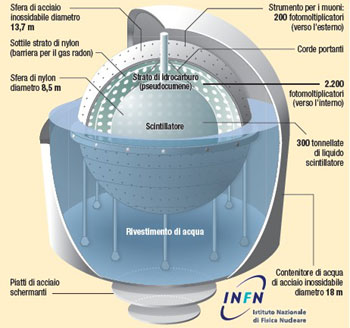 Sfera di acciaio
inossidabile diametro
13,7 m
Sottile strato di nylon
(barriera per il gas radon)
Sfera di nylon
diametro 8,5 m
Strumento per i muoni:
200 fotomoltiplicatori
(verso l'esterno)
Corde portanti
Strato di Idrocarburo
(pseudocumene)
2.200
fotomoltiplicatori
(verso l'interno)
Scintillatore
300 tonnellate
di liquido
scintillatore
Rivestimento di acqua
Piatti di acciaio
schermanti
Contenitore di acqua
di acciaio inossidabile
diametro 18 m
INFN
Istituto Nazionale
di Fisica Nucleare